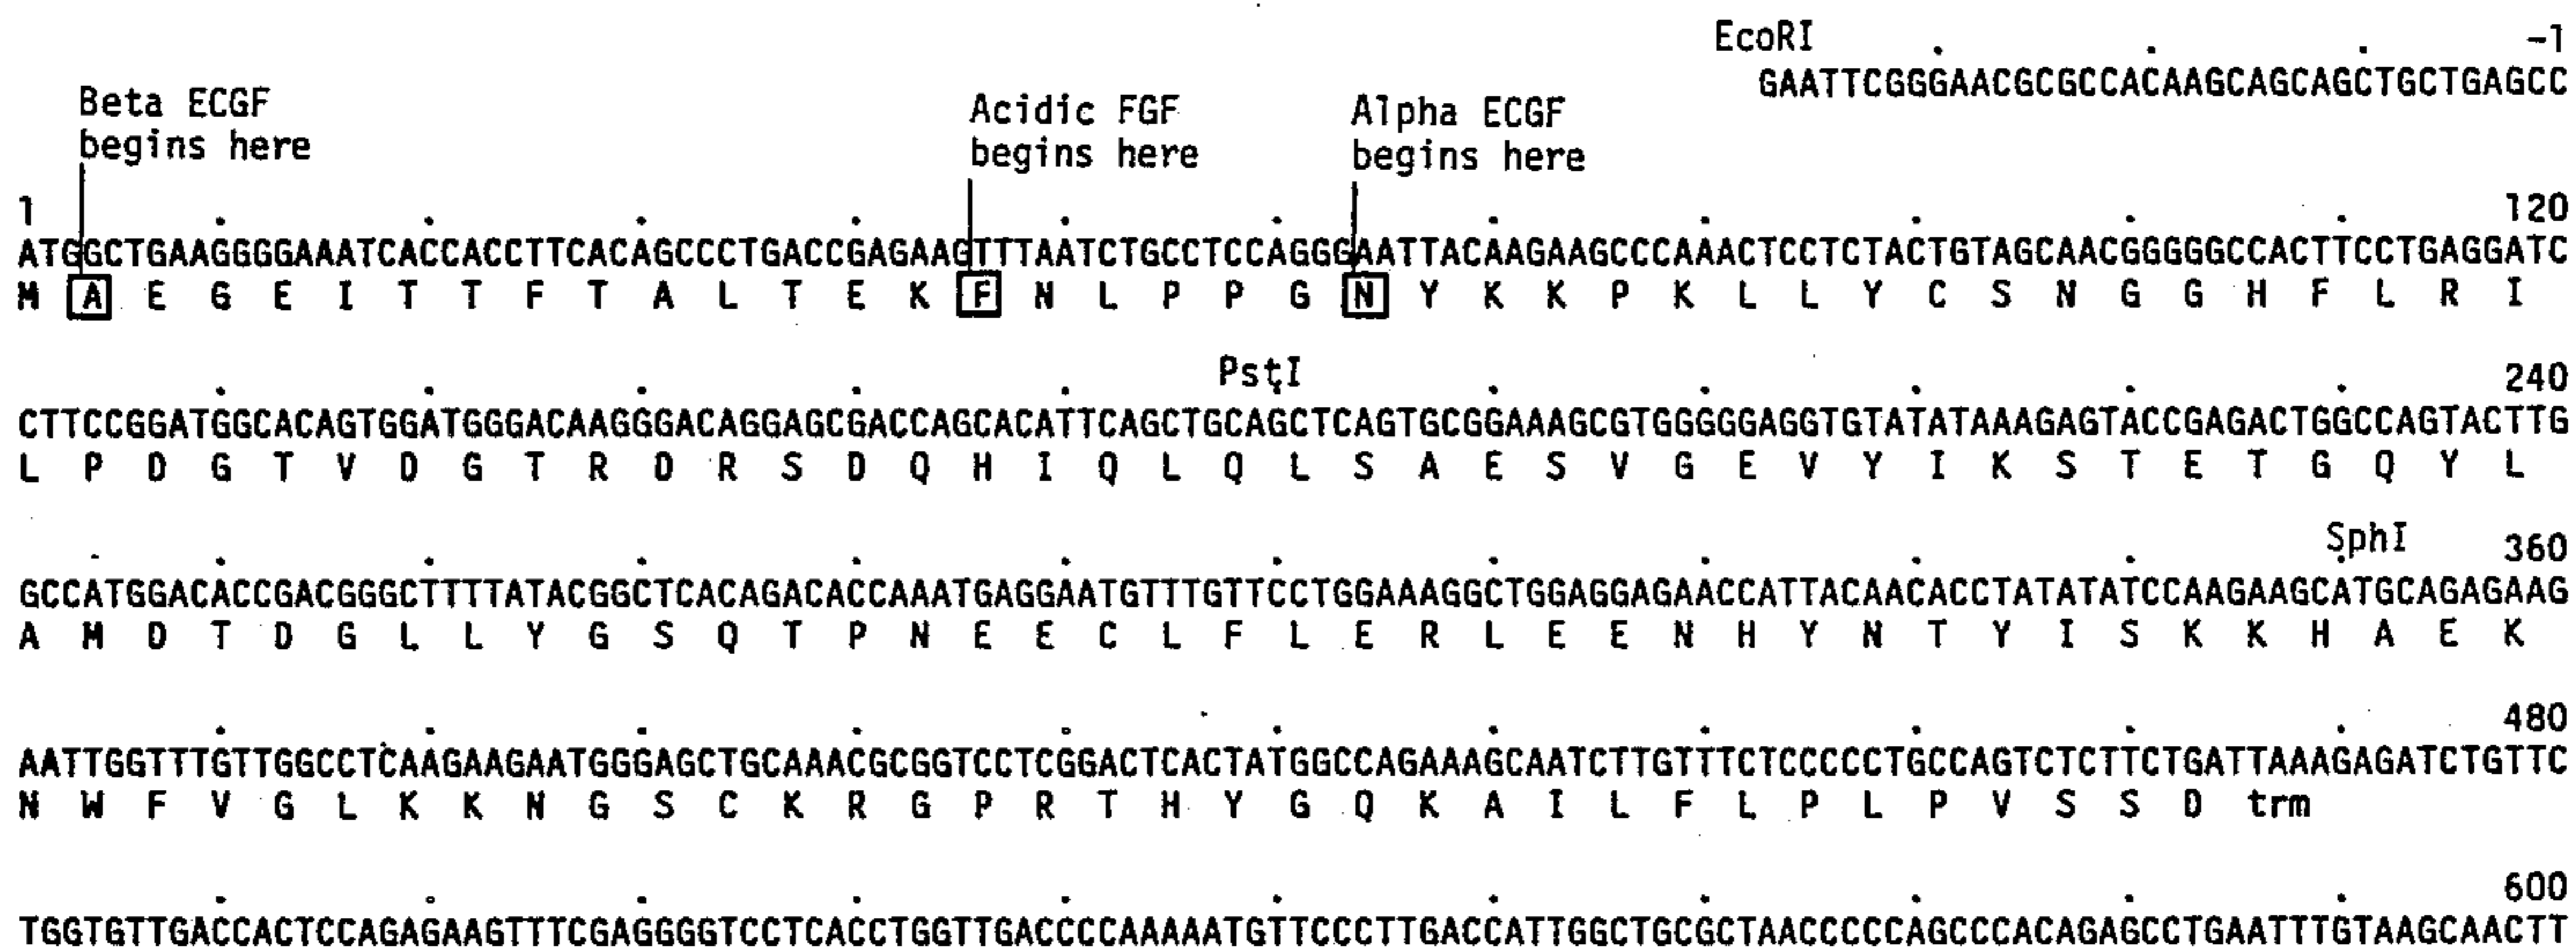 EcoRI -1
GAATTCGGGAACGCGCCACAAGCAGCAGCTGCTGAGCC
Beta ECGF
begins here
Acidic FGF
begins here
Alpha ECGF
begins here
1 120
ATGGCTGAAGGGGAAATCACCACCTTCACAGCCCTGACCGAGAAGTTTAATCTGCCTCCAGGGAATTACAAGAAGCCCAAACTCCTCTACTGTAGCAACGGGGGCCACTTCCTGAGGATC
M A E G E I T T F T A L T E K F N L P P G N Y K K P K L L Y C S N G G H F L R I
PstI 240
CTTCCGGATGGCACAGTGGATGGGACAAGGGACAGGAGCGACCAGCACATTCAGCTGCAGCTCAGTGCGGAAAGCGTGGGGGAGGTGTATATAAAGAGTACCGAGACTGGCCAGTACTTG
L P D G T V D G T R D R S D Q H I Q L Q L S A E S V G E V Y I K S T E T G Q Y L
SphI 360
GCCATGGACACCGACGGGCTTTTATACGGCTCACAGACACCAAATGAGGAATGTTTGTTCCTGGAAAGGCTGGAGGAGAACCATTACAACACCTATATATCCAAGAAGCATGCAGAGAAG
A M D T D G L L Y G S Q T P N E E C L F L E R L E E N H Y N T Y I S K K H A E K
480
AATTGGTTTGTTGGCCTCAAGAAGAATGGGAGCTGCAAACGCGGTCCTCGGACTCACTATGGCCAGAAAGCAATCTTGTTTCTCCCCCTGCCAGTCTCTTCTGATTAAAGAGATCTGTTC
N W F V G L K K N G S C K R G P R T H Y G Q K A I L F L P L P V S S D trm
600
TGGTGTTGACCACTCCAGAGAAGTTTCGAGGGGTCCTCACCTGGTTGACCCCAAAAATGTTCCCTTGACCATTGGCTGCGCTAACCCCCAGCCCACAGAGCCTGAATTTGTAAGCAACTT